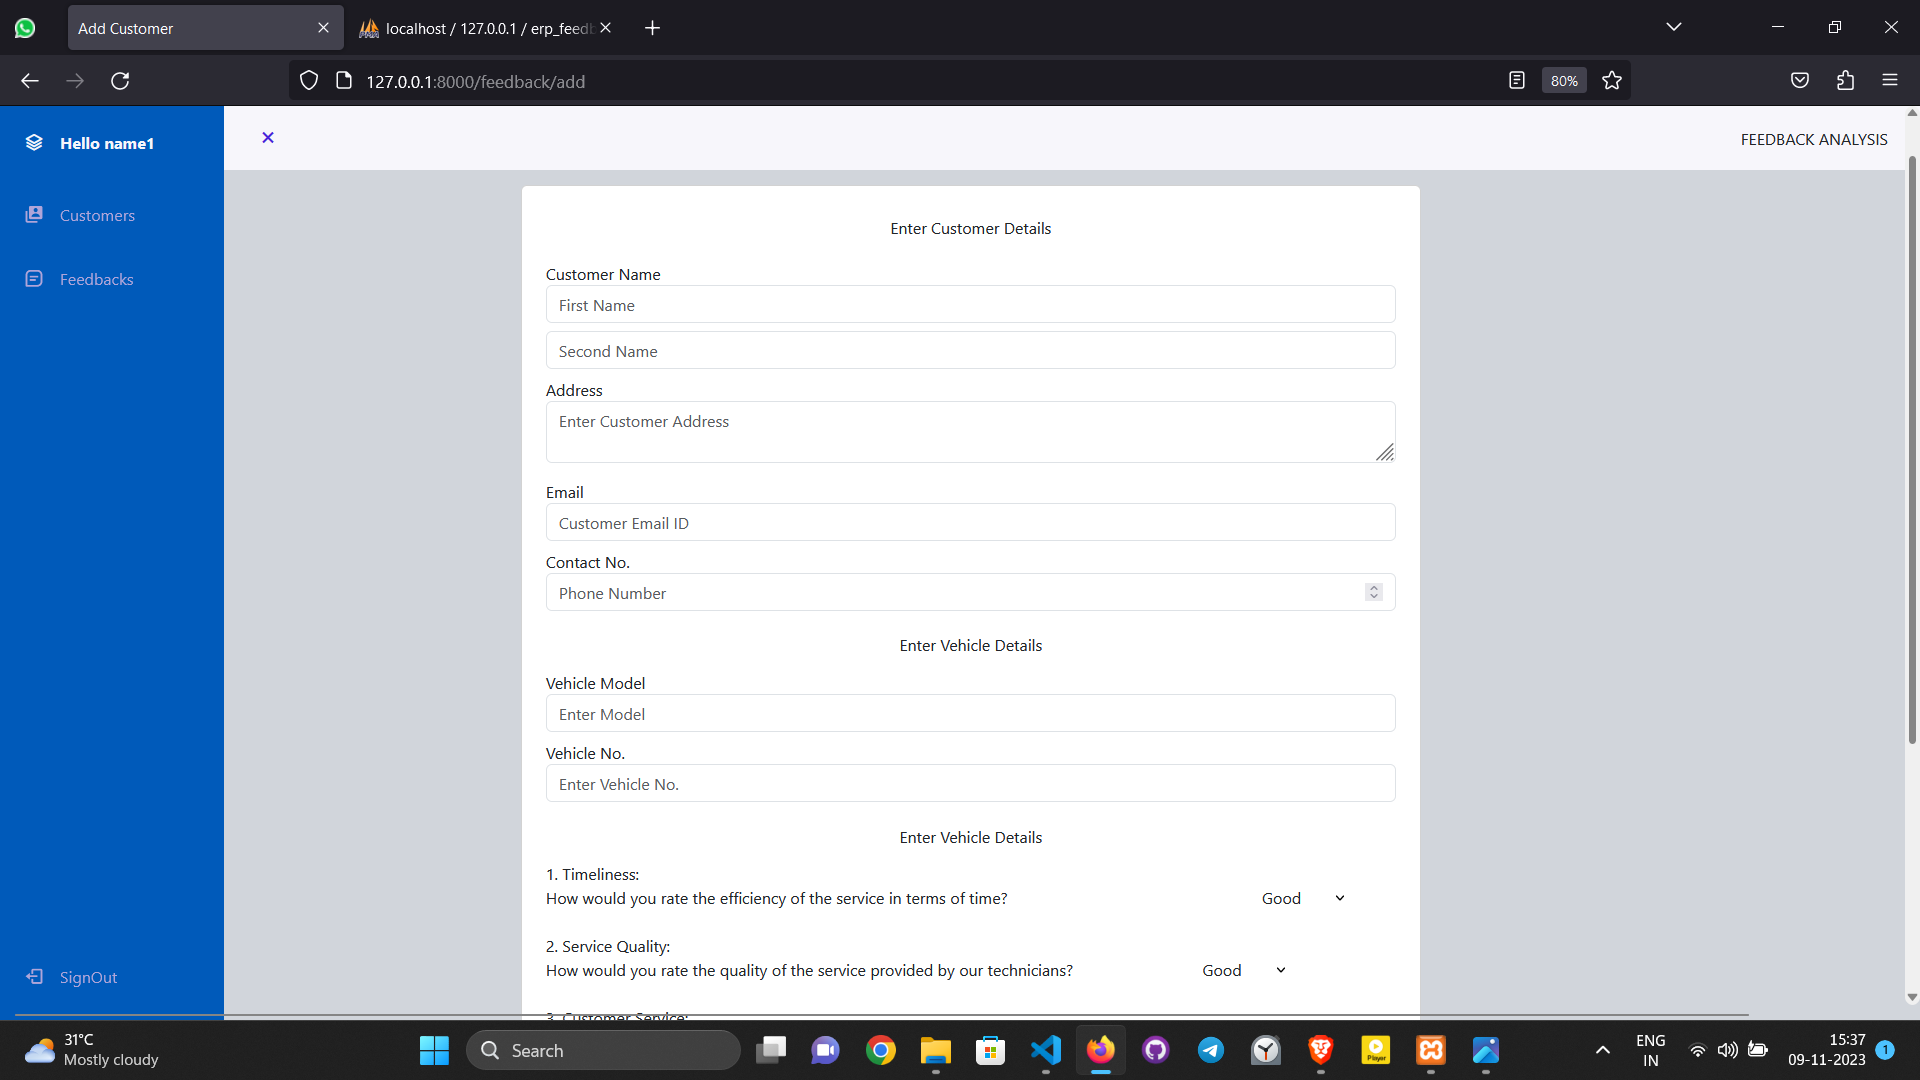 Add Customer
localhost / 127.0.0.1 / erp_feedb
127.0.0.1:8000/feedback/add
80%
Hello name1
FEEDBACK ANALYSIS
Customers
Feedbacks
SignOut
Enter Customer Details
Customer Name
First Name
Second Name
Address
Enter Customer Address
Email
Customer Email ID
Contact No.
Phone Number
Enter Vehicle Details
Vehicle Model
Enter Model
Vehicle No.
Enter Vehicle No.
Enter Vehicle Details
1. Timeliness:
How would you rate the efficiency of the service in terms of time? Good
2. Service Quality:
How would you rate the quality of the service provided by our technicians? Good
3. Customer Service:
31°C
Mostly cloudy
Search
Player
ENG
IN
15:37
09-11-2023
1